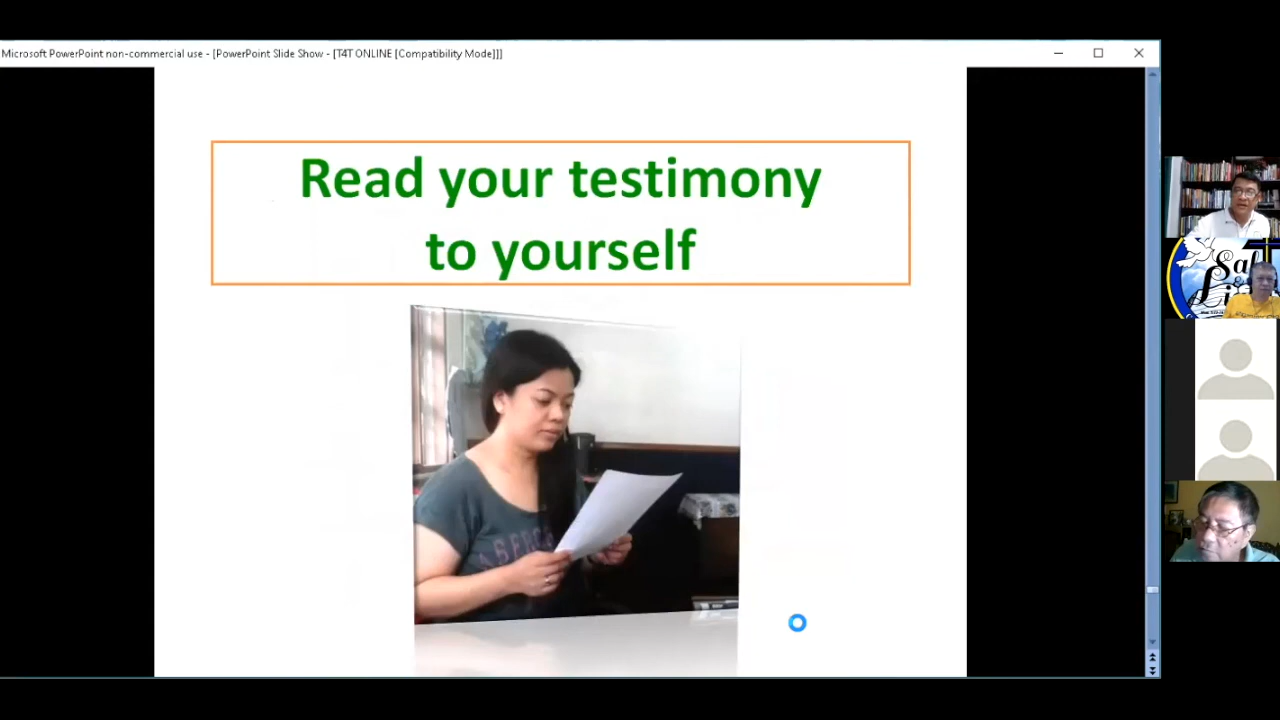 Microsoft PowerPoint non-commercial use - [PowerPoint Slide Show - [T4T ONLINE [Compatibility Mode]]]
Read your testimony
to yourself